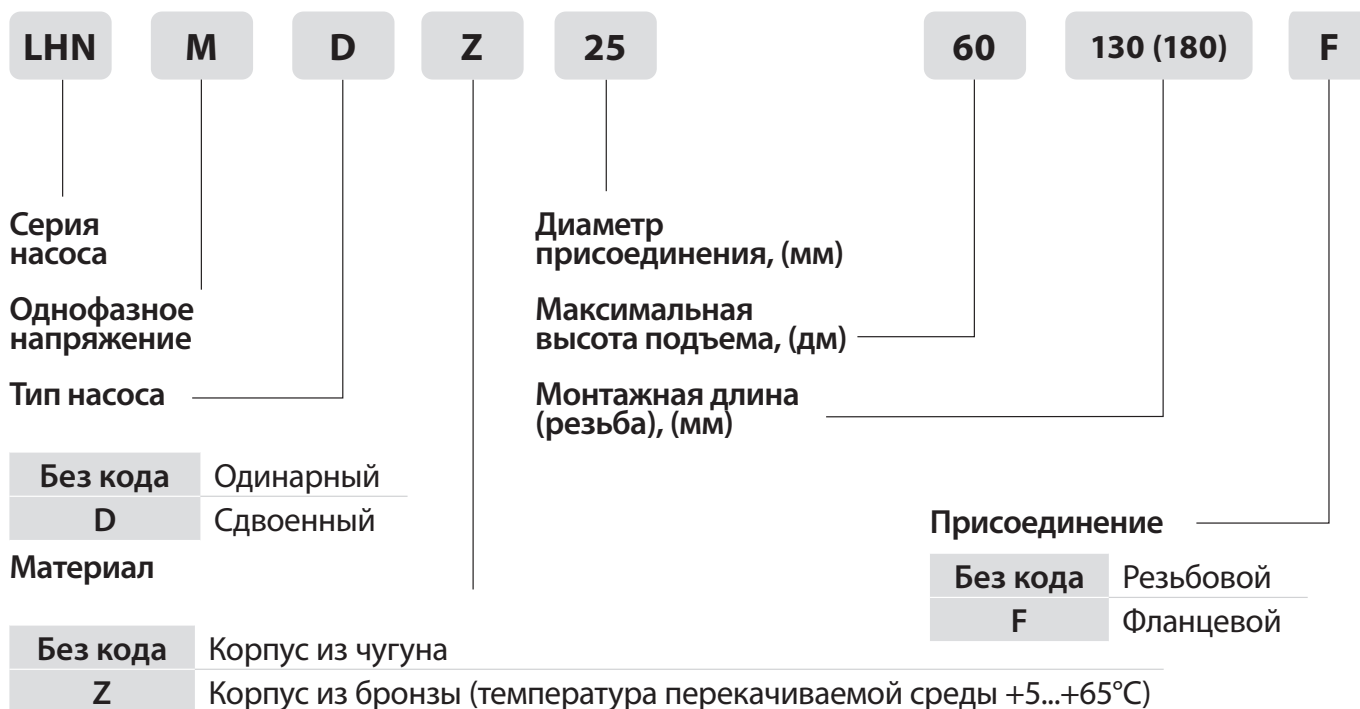 LHN M D Z 25 60 130 (180) F
Серия
насоса
Однофазное
напряжение
Тип насоса
Без кода Одинарный
D Сдвоенный
Материал
Без кода Корпус из чугуна
Z Корпус из бронзы (температура перекачиваемой среды +5...+65°C)
Диаметр
присоединения, (мм)
Максимальная
высота подъема, (дм)
Монтажная длина
(резьба), (мм)
Присоединение
Без кода Резьбовой
F Фланцевой